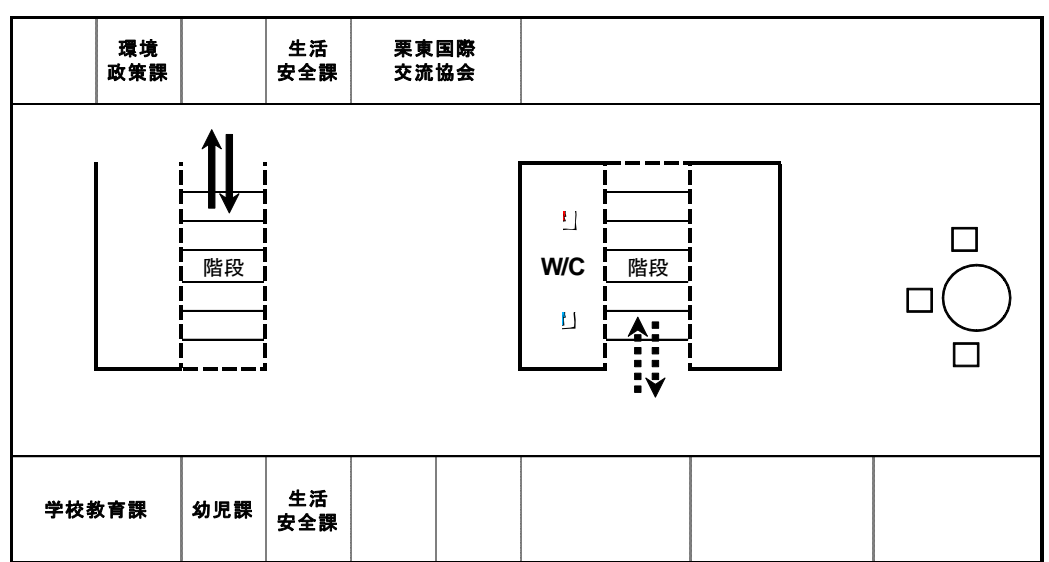 環境
政策課
生活
安全課
栗東国際
交流協会
階段
W/C
階段
学校教育課
幼児課
生活
安全課